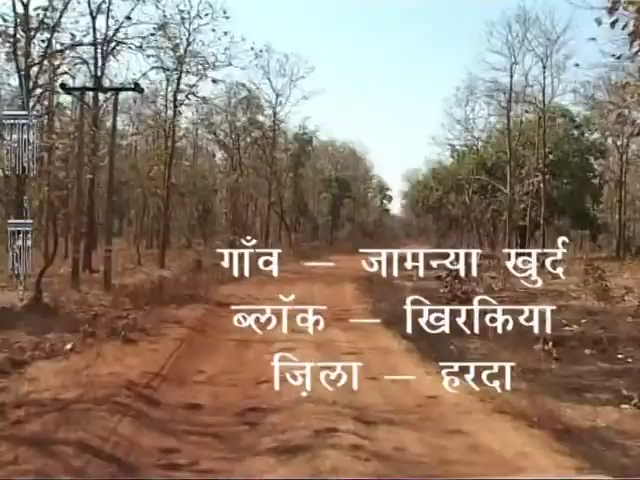 गाँव – जामन्या खुर्द
ब्लॉक – खिरकिया
ज़िला – हरदा